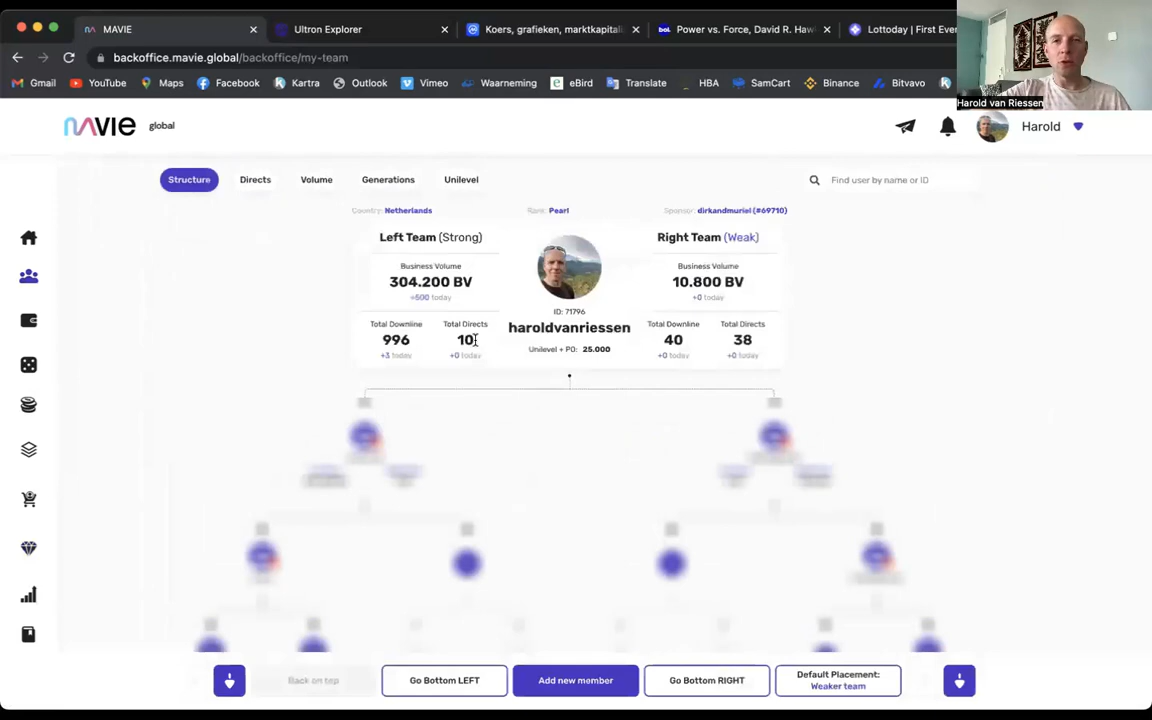 MAVIE
Ultron Explorer
Koers, grafieken, marktkapitali
Power vs. Force, David R. Hawl
Lottoday | First Ever
backoffice.mavie.global/backoffice/my-team
Gmail
YouTube
Maps
Facebook
Kartra
Outlook
Vimeo
Waarneming
eBird
Translate
HBA
SamCart
Binance
Bitvavo
Harold van Riessen
MAVIE global
Harold
Structure
Directs
Volume
Generations
Unilevel
Find user by name or ID
Country: Netherlands
Rank: Pearl
Sponsor: dirkandmuriel (#69710)
Left Team (Strong)
Right Team (Weak)
Business Volume
304.200 BV
+500 today
Business Volume
10.800 BV
+0 today
ID: 71796
haroldvanriessen
Unilevel + PO: 25.000
Total Downline
996
+3 today
Total Directs
10
+0 today
Total Downline
40
+0 today
Total Directs
38
+0 today
Back on top
Go Bottom LEFT
Add new member
Go Bottom RIGHT
Default Placement:
Weaker team